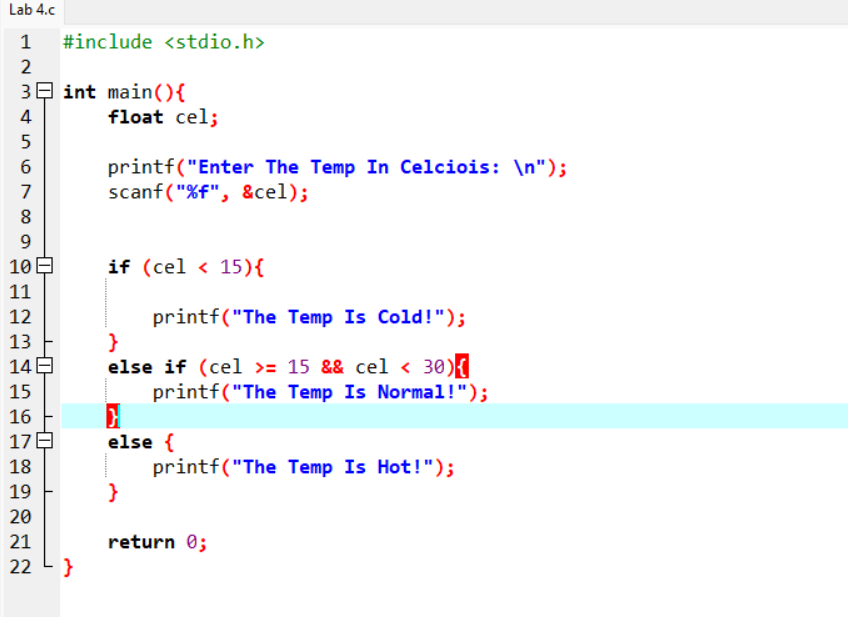 Lab 4.c
1 #include <stdio.h>
2
3 int main(){
4 float cel;
5
6 printf("Enter The Temp In Celciois: \n");
7 scanf("%f", &cel);
8
9
10 if (cel < 15){
11
12 printf("The Temp Is Cold!");
13 }
14 else if (cel >= 15 && cel < 30){
15 printf("The Temp Is Normal!");
16 }
17 else {
18 printf("The Temp Is Hot!");
19 }
20
21 return 0;
22 }